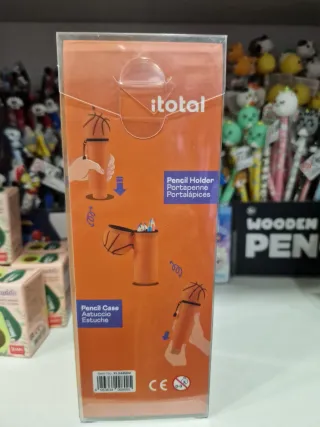 itotal
Pencil Holder
Portapenne
Portalápices
WOODEN
PEN
Pencil Case
Astuccio
Estuche
CE